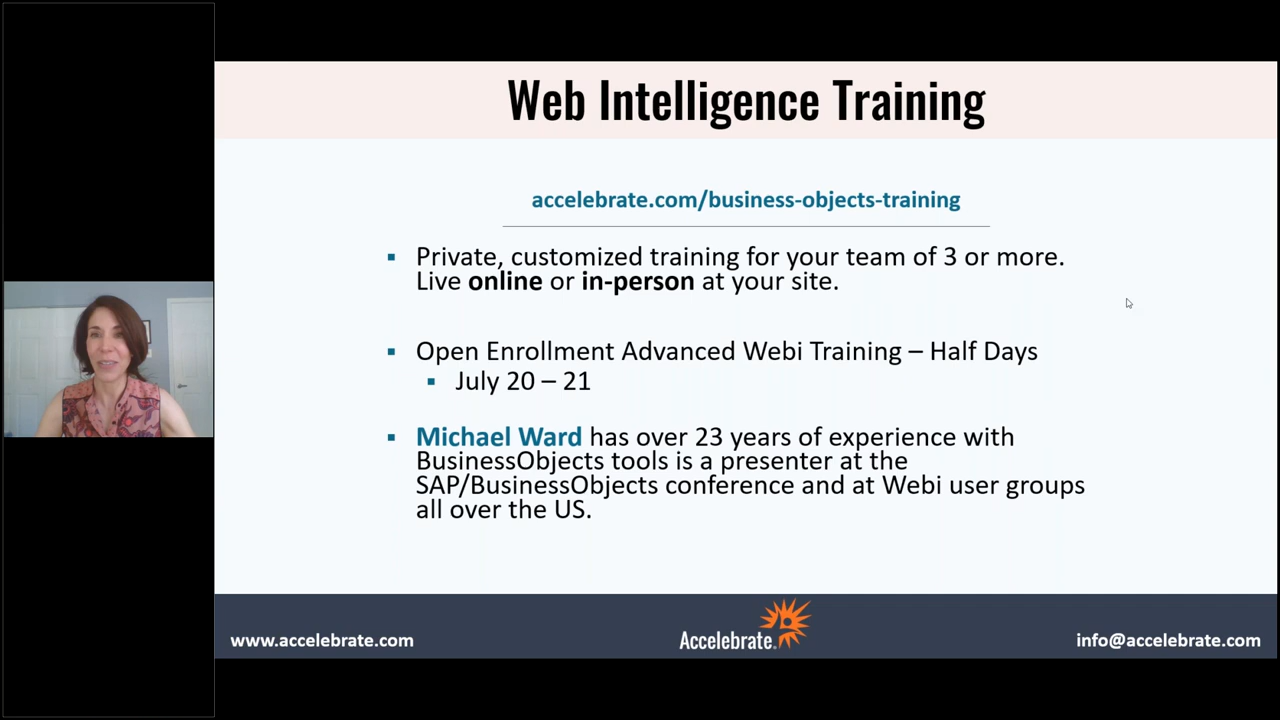 Web Intelligence Training
accelebrate.com/business-objects-training
▪ Private, customized training for your team of 3 or more.
Live online or in-person at your site.
▪ Open Enrollment Advanced Webi Training – Half Days
▪ July 20 – 21
▪ Michael Ward has over 23 years of experience with
BusinessObjects tools is a presenter at the
SAP/BusinessObjects conference and at Webi user groups
all over the US.
www.accelebrate.com
Accelebrate.
info@accelebrate.com